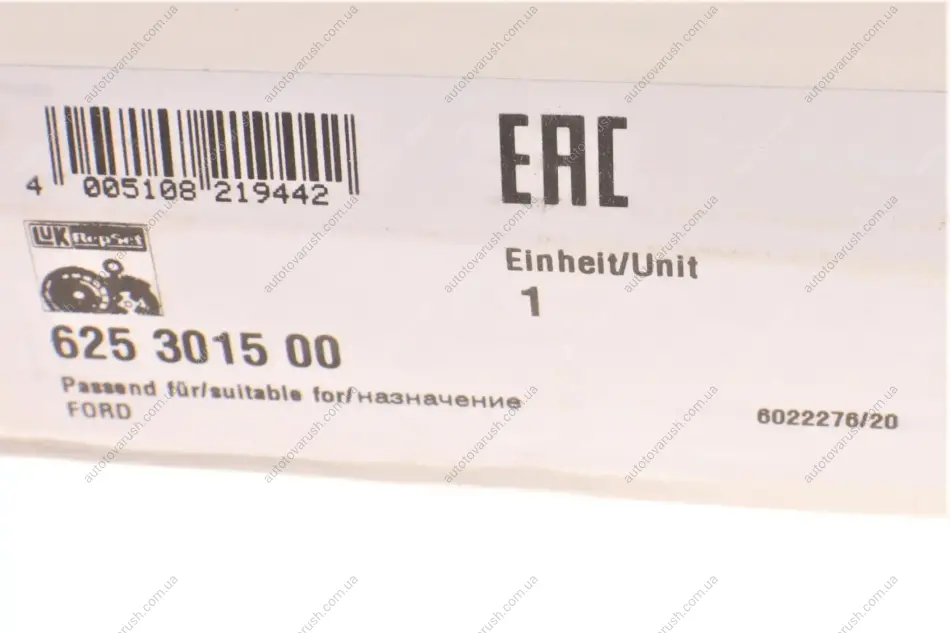 4 005108 219442
EAC
LUK RepSet
Einheit/Unit
1
625 3015 00
Passend für/suitable for/назначение
FORD
6022276/20
autotovarush.com.ua